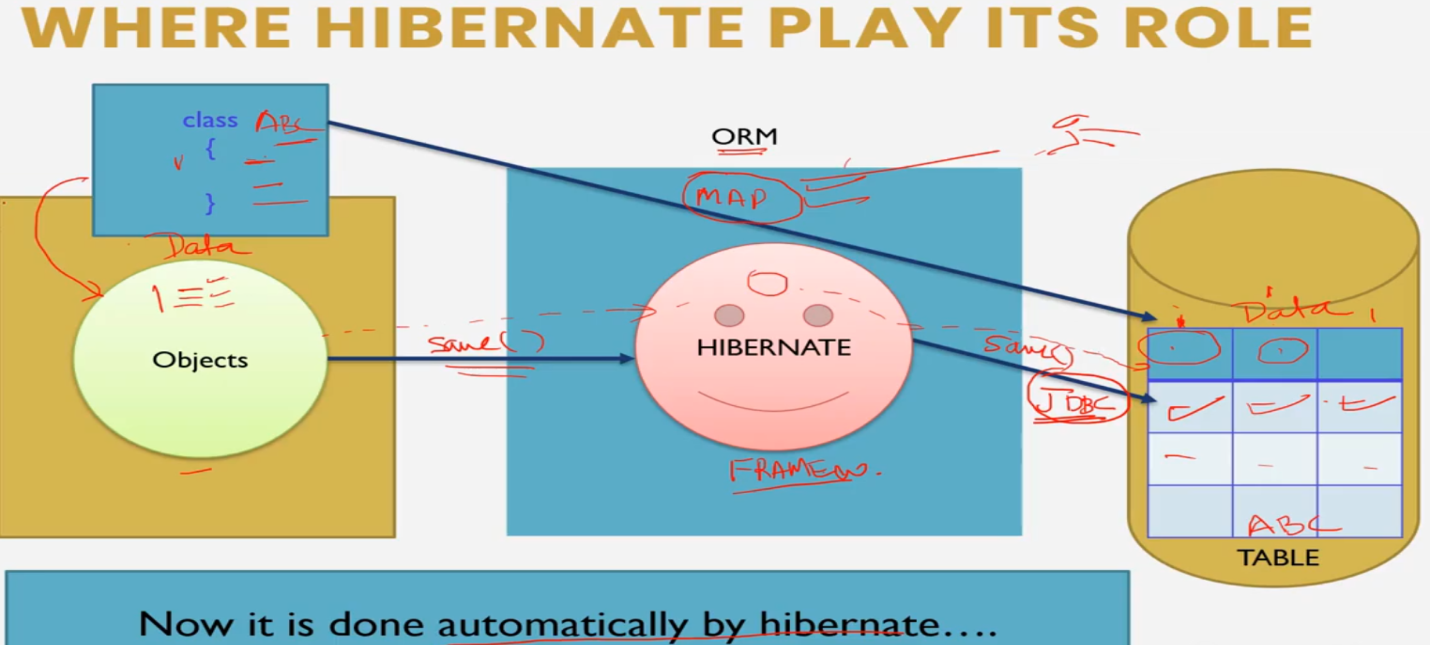 WHERE HIBERNATE PLAY ITS ROLE
class ABC
{
}
Data
Objects
save()
ORM
MAP
HIBERNATE
FRAMEW.
save()
JDBC
Data
ABC
TABLE
Now it is done automatically by hibernate....